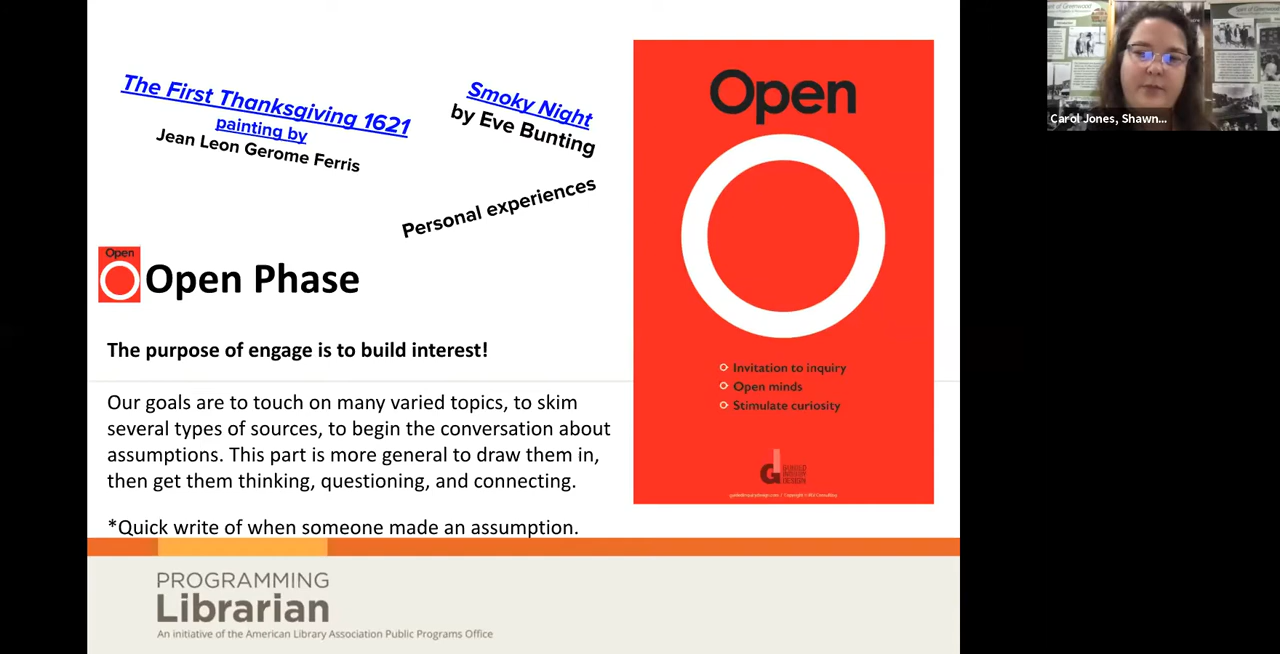 The First Thanksgiving 1621
painting by
Jean Leon Gerome Ferris
Smoky Night
by Eve Bunting
Personal experiences
Open
Open Phase
The purpose of engage is to build interest!
Our goals are to touch on many varied topics, to skim
several types of sources, to begin the conversation about
assumptions. This part is more general to draw them in,
then get them thinking, questioning, and connecting.
*Quick write of when someone made an assumption.
Open
Invitation to inquiry
Open minds
Stimulate curiosity
GUIDED
INQUIRY
DESIGN
PROGRAMMING
Librarian
An initiative of the American Library Association Public Programs Office
Carol Jones, Shawn...